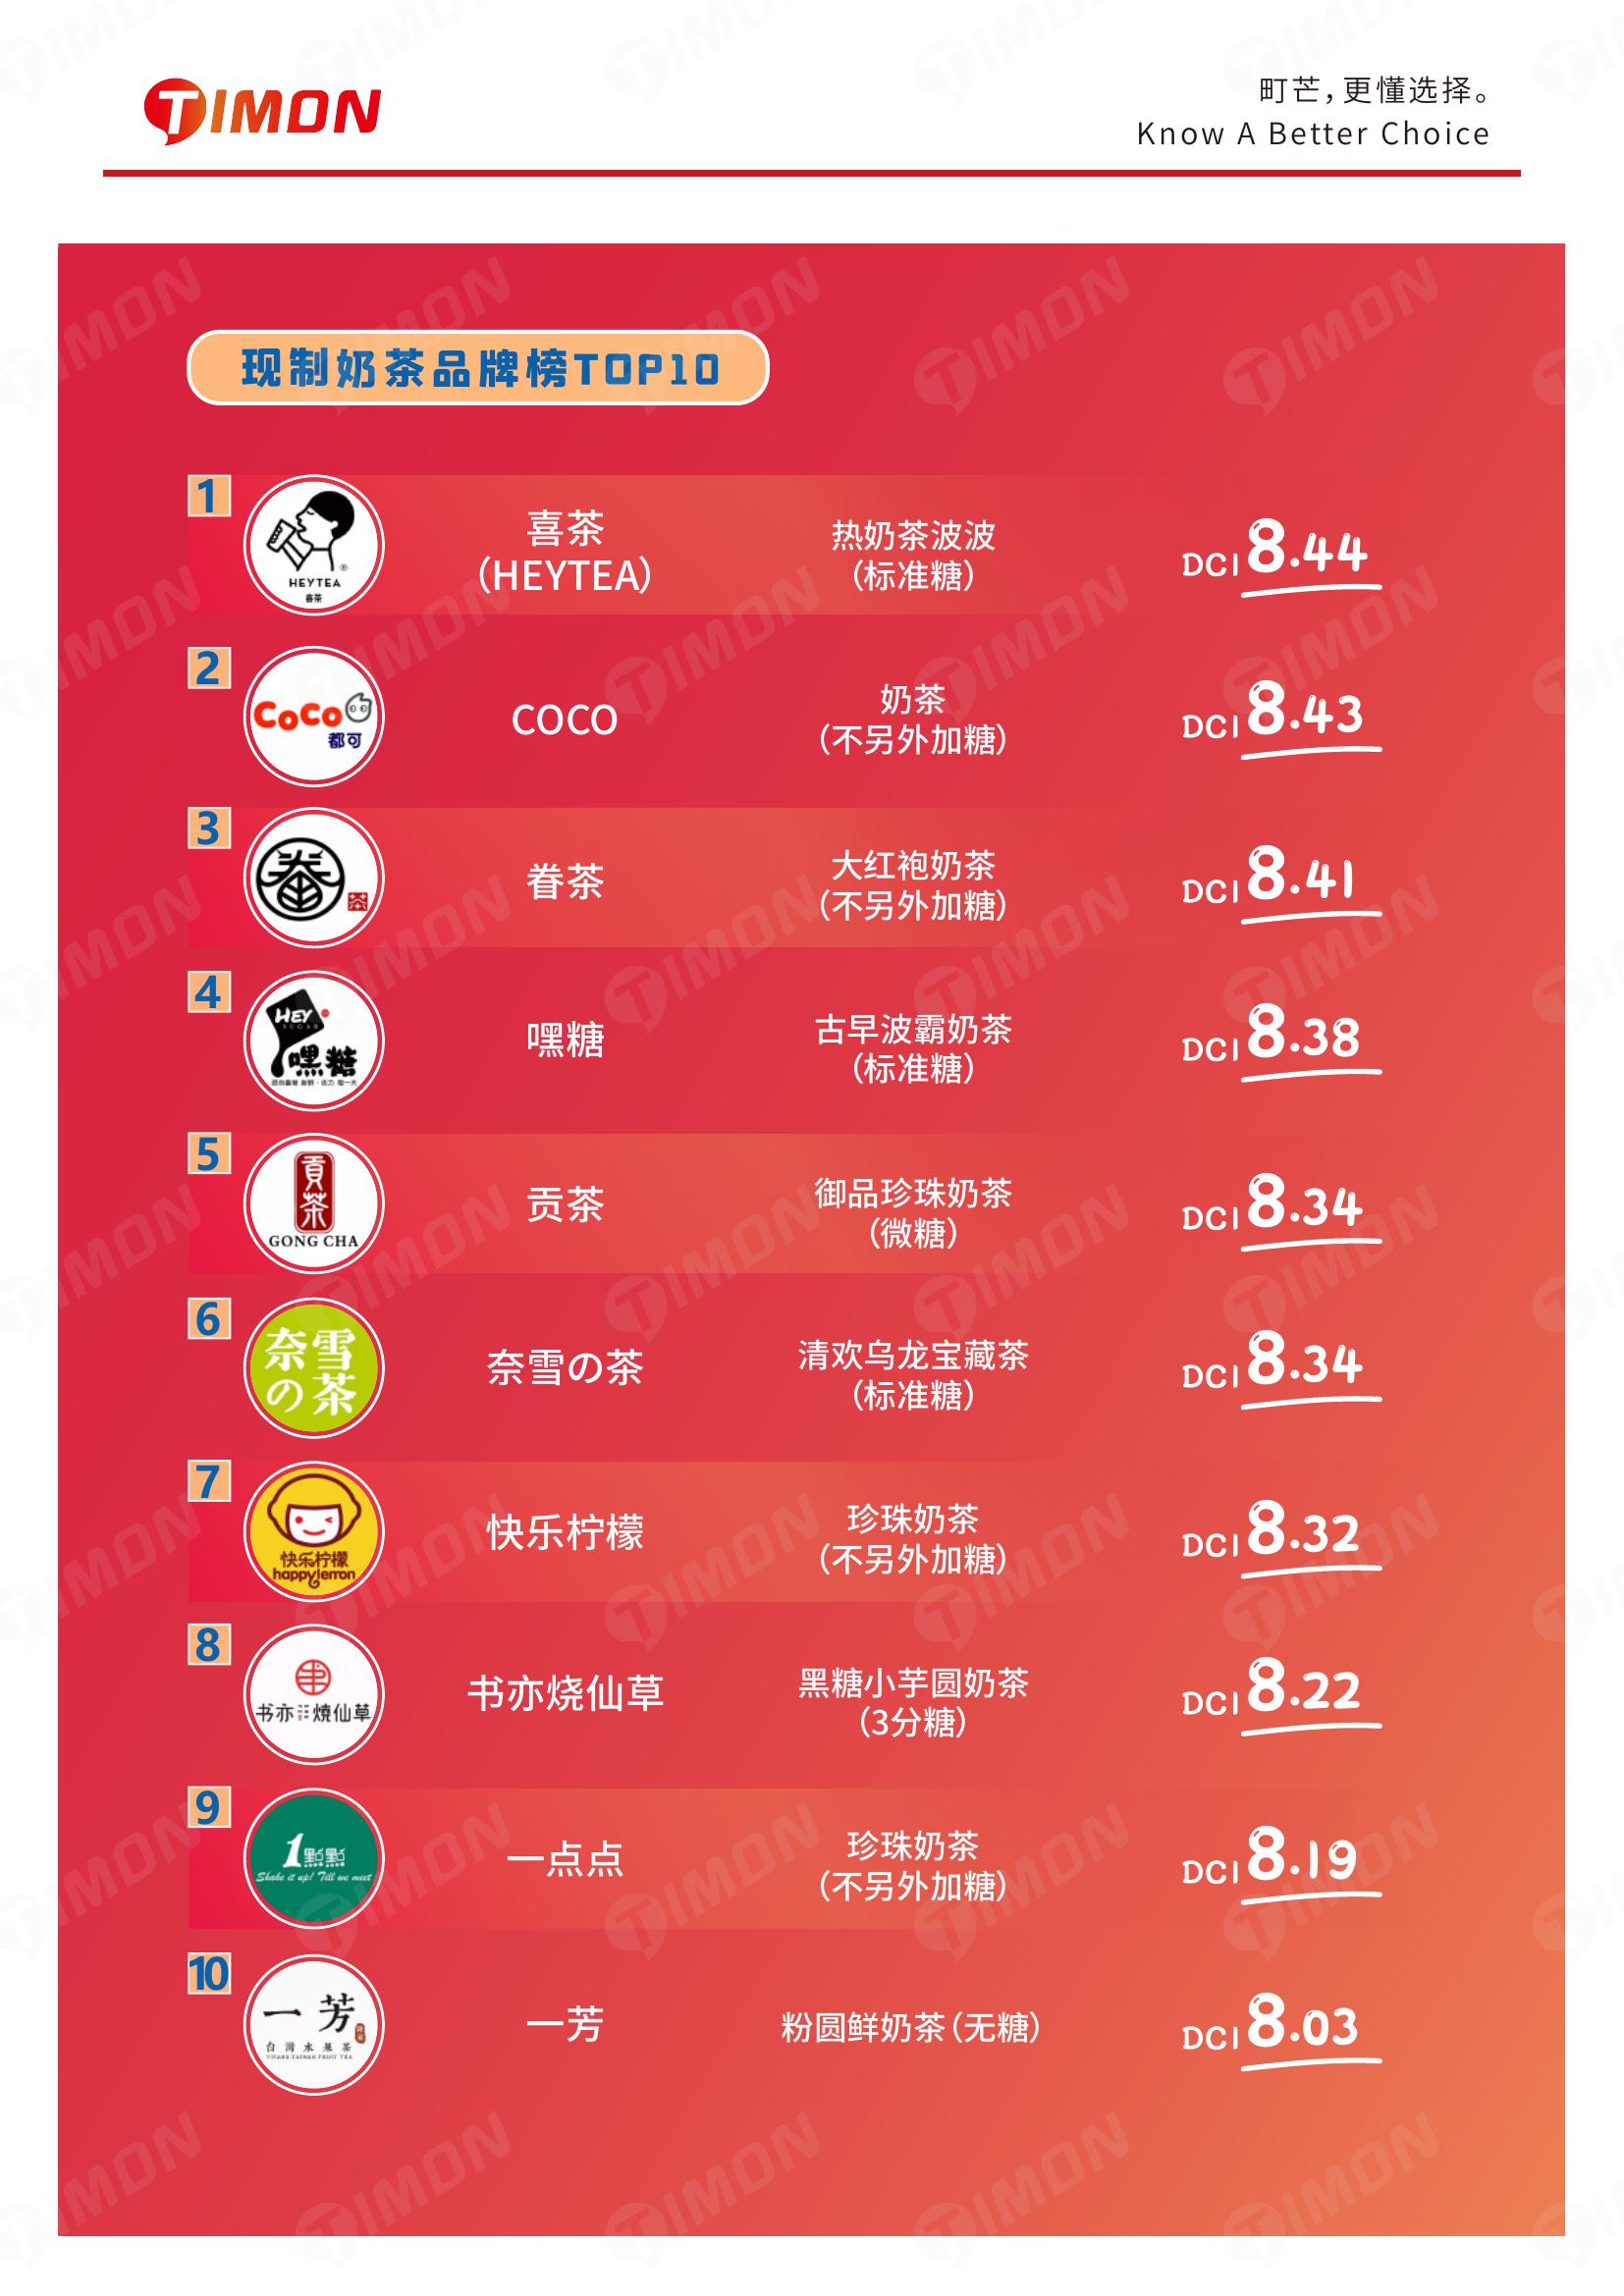 TIMON
町芒，更懂选择。
Know A Better Choice
现制奶茶品牌榜TOP10
1
HEYTEA
喜茶
喜茶
（HEYTEA）
热奶茶波波
（标准糖）
DCI 8.44
2
CoCo
都可
COCO
奶茶
（不另外加糖）
DCI 8.43
3
眷茶
大红袍奶茶
（不另外加糖）
DCI 8.41
4
HEY
SUGAR
嘿糖
嘿糖
古早波霸奶茶
（标准糖）
DCI 8.38
5
貢茶
GONG CHA
贡茶
御品珍珠奶茶
（微糖）
DCI 8.34
6
奈雪
の茶
奈雪の茶
清欢乌龙宝藏茶
（标准糖）
DCI 8.34
7
快乐柠檬
happylemon
快乐柠檬
珍珠奶茶
（不另外加糖）
DCI 8.32
8
书亦燒仙草
书亦烧仙草
黑糖小芋圆奶茶
（3分糖）
DCI 8.22
9
1點點
Shake it up! Till we meet
一点点
珍珠奶茶
（不另外加糖）
DCI 8.19
10
一芳
台湾水菓茶
YIFANG TAIWAN FRUIT TEA
一芳
粉圆鲜奶茶（无糖）
DCI 8.03